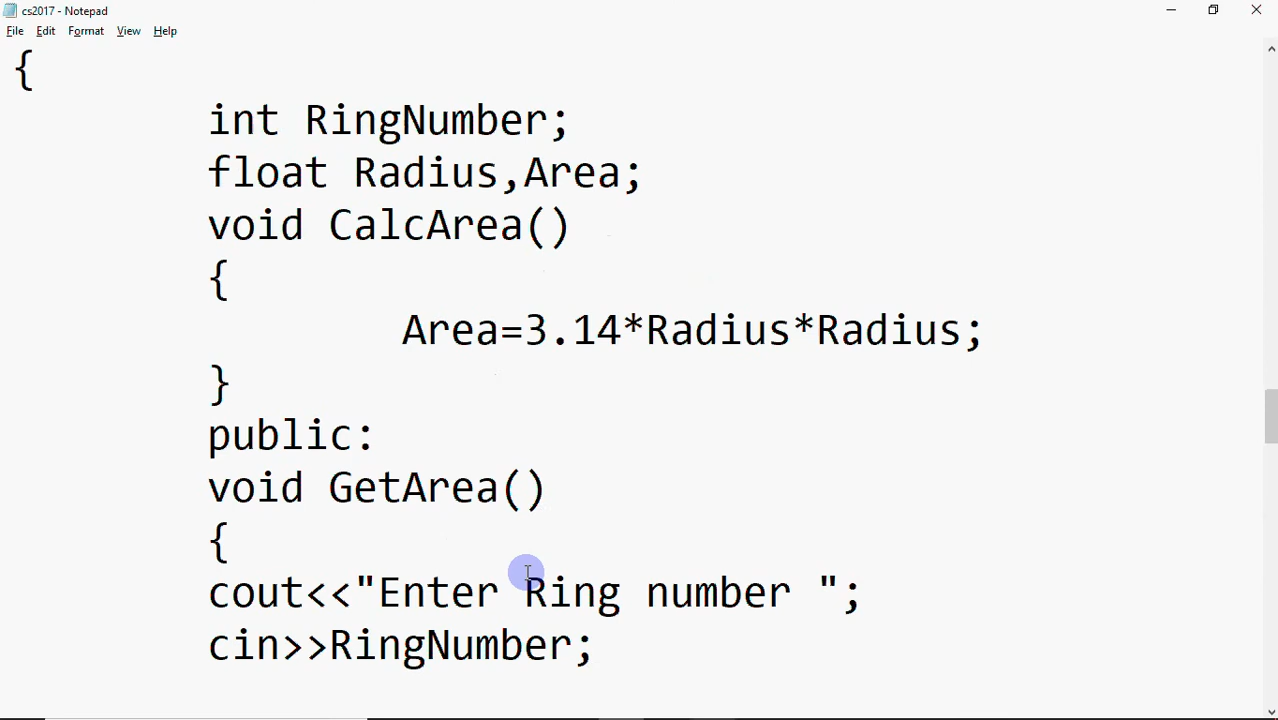 cs2017 - Notepad
File Edit Format View Help
{
int RingNumber;
float Radius,Area;
void CalcArea()
{
Area=3.14*Radius*Radius;
}
public:
void GetArea()
{
cout<<"Enter Ring number ";
cin>>RingNumber;